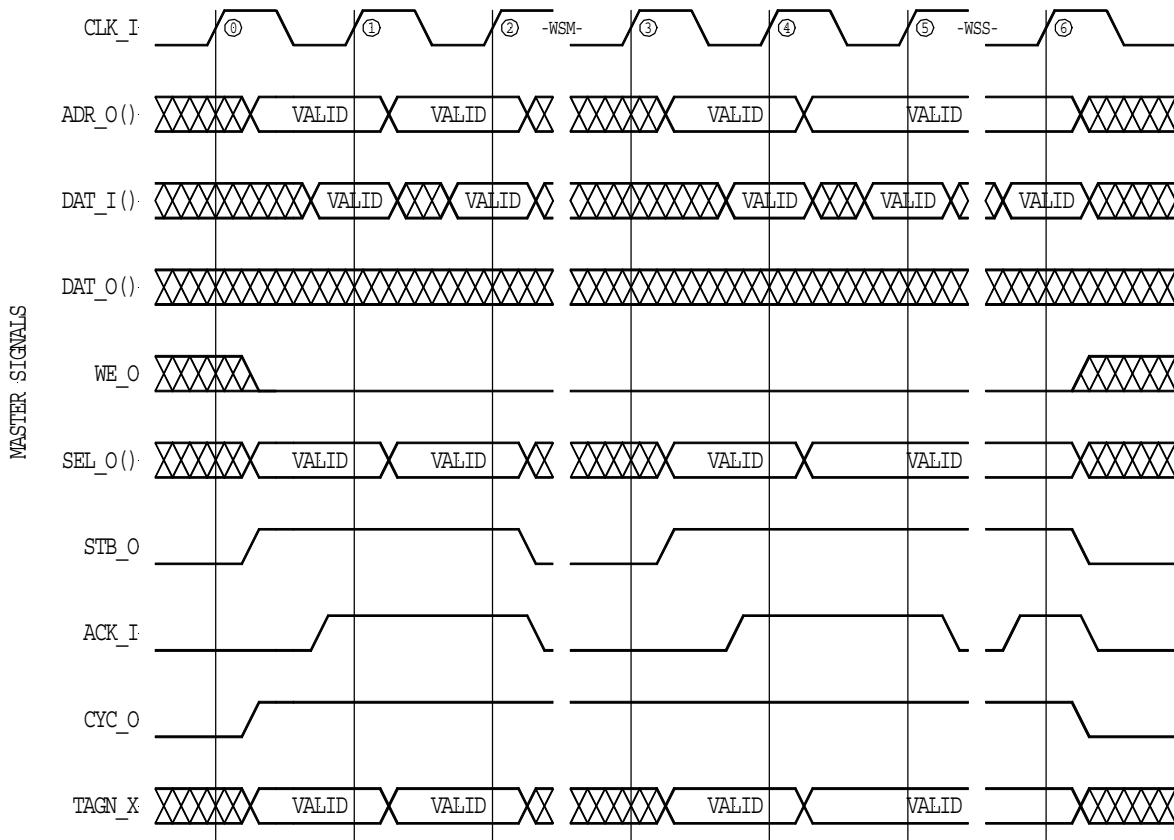 CLK_I 0 1 2 -WSM- 3 4 5 -WSS- 6
ADR_O() VALID VALID VALID VALID
DAT_I() VALID VALID VALID VALID VALID
DAT_O()
MASTER SIGNALS
WE_O
SEL_O() VALID VALID VALID VALID
STB_O
ACK_I
CYC_O
TAGN_X VALID VALID VALID VALID